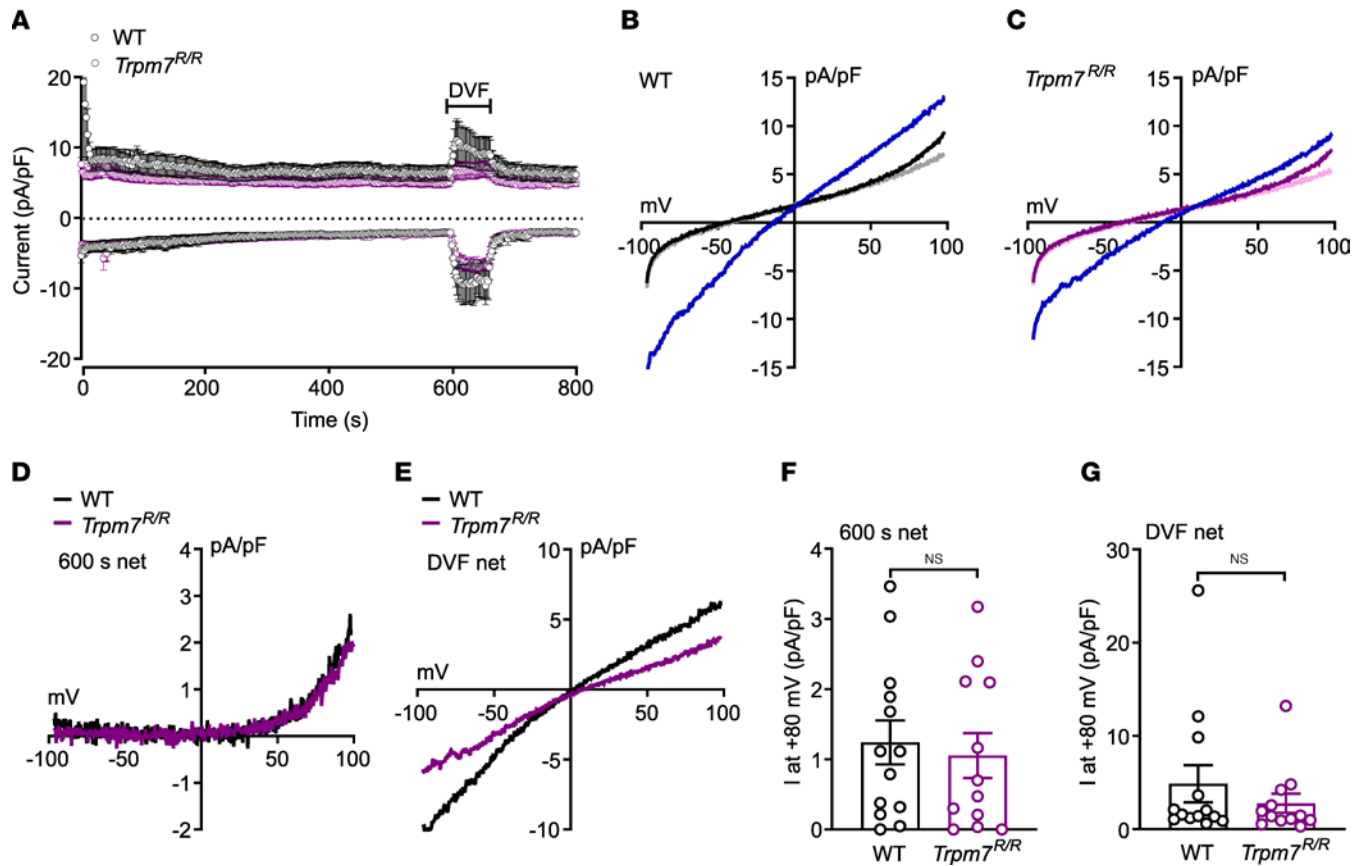 A
WT
Trpm7R/R
20
10
0
-10
-20
Current (pA/pF)
DVF
0
200
400
600
800
Time (s)
B
WT
pA/pF
15
10
5
mV
-100
-50
50
100
-5
-10
-15
C
Trpm7R/R
pA/pF
15
10
5
mV
-100
-50
50
100
-5
-10
-15
D
WT
Trpm7R/R
600 s net
pA/pF
4
3
2
1
mV
-100
-50
50
100
-1
-2
E
WT
Trpm7R/R
DVF net
pA/pF
10
5
mV
-100
-50
50
100
-5
-10
F
600 s net
NS
I at +80 mV (pA/pF)
4
3
2
1
0
WT
Trpm7R/R
G
DVF net
NS
I at +80 mV (pA/pF)
30
20
10
0
WT
Trpm7R/R